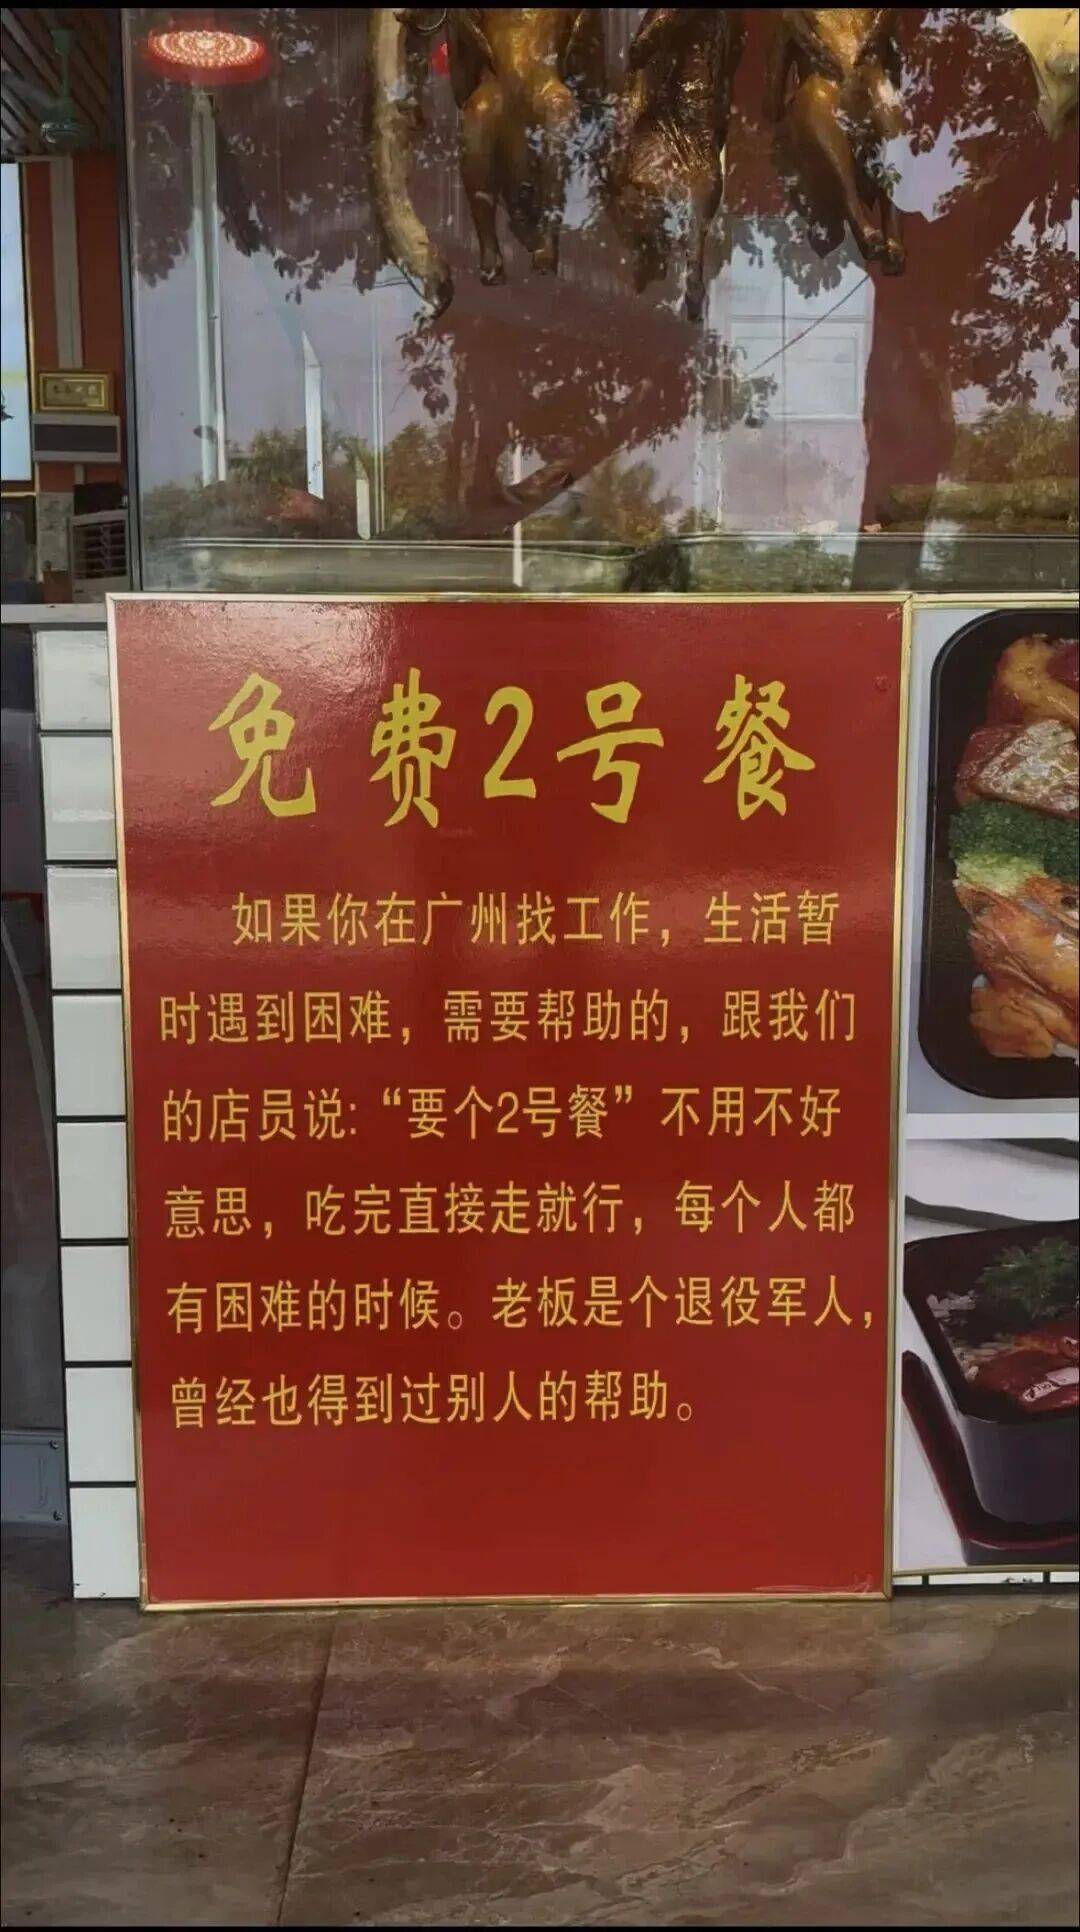 免费2号餐
如果你在广州找工作，生活暂
时遇到困难，需要帮助的，跟我们
的店员说：“要个2号餐”不用不好
意思，吃完直接走就行，每个人都
有困难的时候。老板是个退役军人，
曾经也得到过别人的帮助。